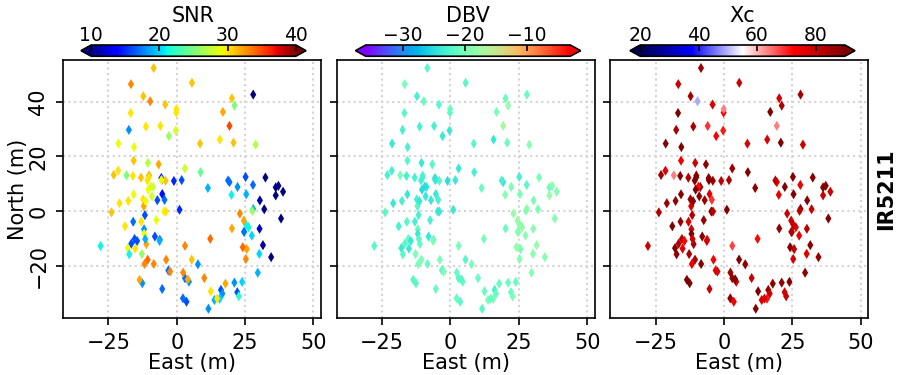 SNR DBV Xc
10 20 30 40 −30 −20 −10 20 40 60 80
North (m)
40
20
0
−20
IR5211
−25 0 25 50 −25 0 25 50 −25 0 25 50
East (m) East (m) East (m)